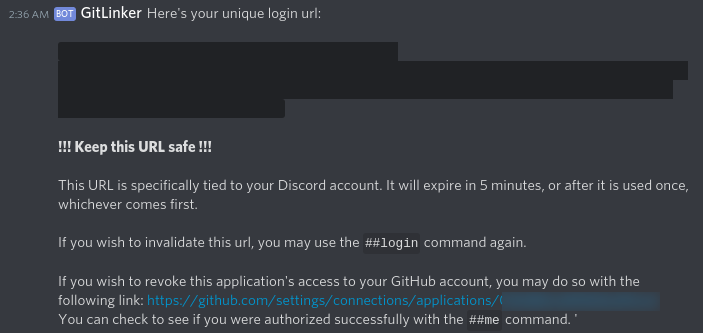 2:36 AM BOT GitLinker Here's your unique login url:
!!! Keep this URL safe !!!
This URL is specifically tied to your Discord account. It will expire in 5 minutes, or after it is used once,
whichever comes first.
If you wish to invalidate this url, you may use the ##login command again.
If you wish to revoke this application's access to your GitHub account, you may do so with the
following link: https://github.com/settings/connections/applications/
You can check to see if you were authorized successfully with the ##me command. '